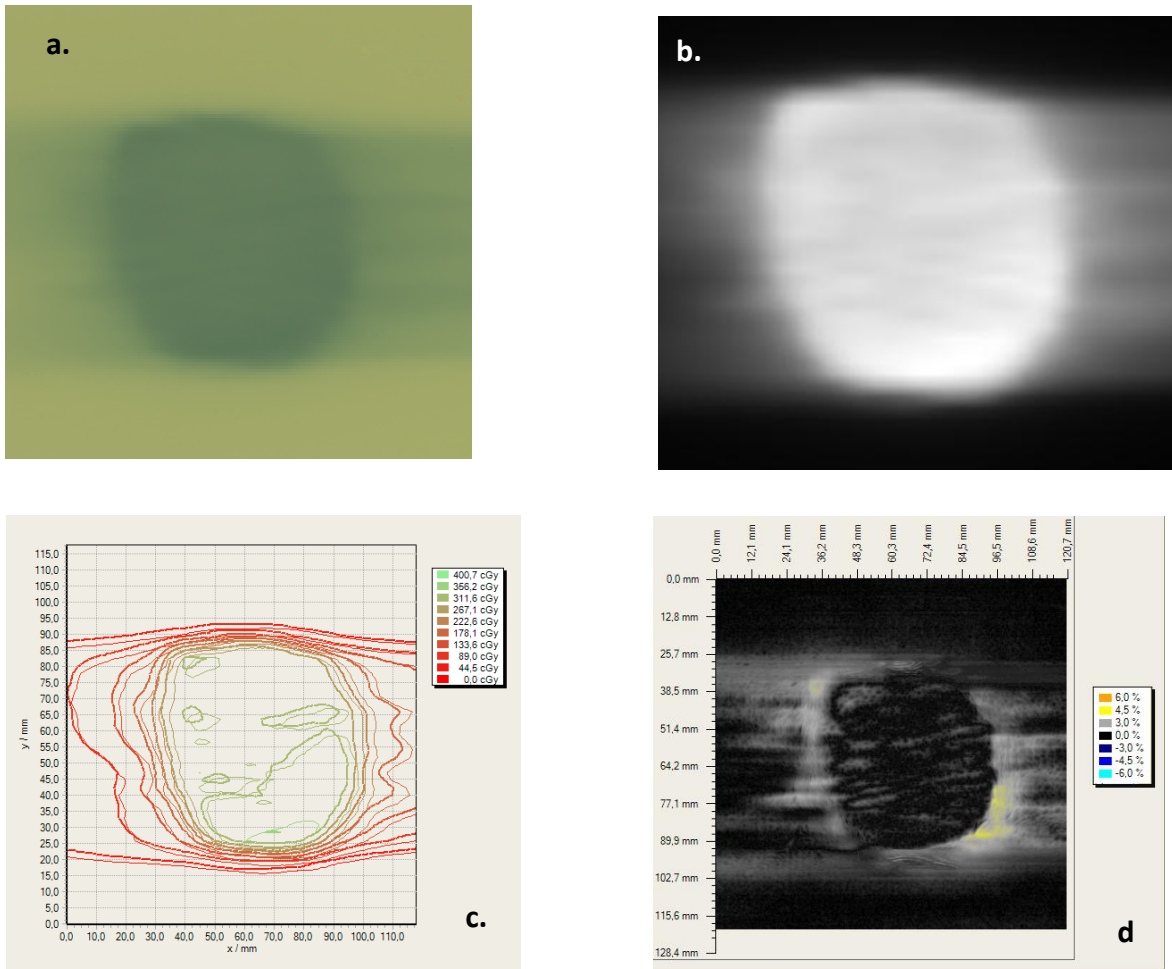 a.
b.
115,0
110,0
105,0
100,0
95,0
90,0
85,0
80,0
75,0
70,0
65,0
60,0
55,0
50,0
45,0
40,0
35,0
30,0
25,0
20,0
15,0
10,0
5,0
0,0
y / mm
0,0 10,0 20,0 30,0 40,0 50,0 60,0 70,0 80,0 90,0 100,0 110,0
x / mm
400,7 cGy
356,2 cGy
311,6 cGy
267,1 cGy
222,6 cGy
178,1 cGy
133,6 cGy
89,0 cGy
44,5 cGy
0,0 cGy
c.
0,0 mm
12,1 mm
24,1 mm
36,2 mm
48,3 mm
60,3 mm
72,4 mm
84,5 mm
96,5 mm
108,6 mm
120,7 mm
0,0 mm
12,8 mm
25,7 mm
38,5 mm
51,4 mm
64,2 mm
77,1 mm
89,9 mm
102,7 mm
115,6 mm
128,4 mm
6,0 %
4,5 %
3,0 %
0,0 %
-3,0 %
-4,5 %
-6,0 %
d